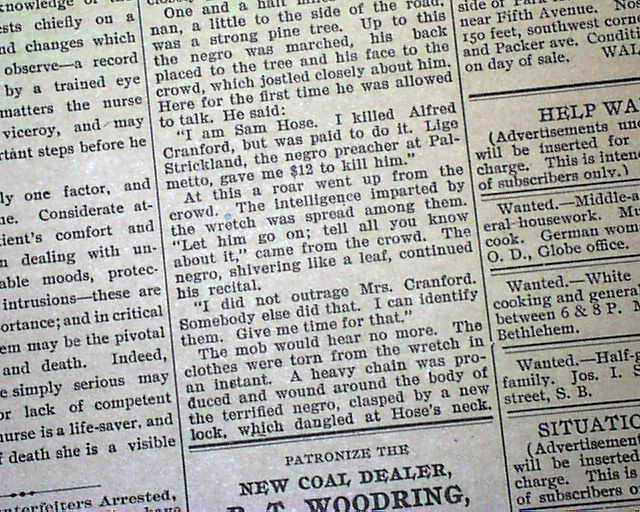 knowledge of
ests chiefly on a
nd changes which
observe—a record
by a trained eye
matters the nurse
viceroy, and may
rtant steps before he
ly one factor, and
ne. Considerate at-
tient's comfort and
n dealing with un-
able moods, protec-
intrusions—these are
ortance; and in critical
em may be the pivotal
and death. Indeed,
e simply serious may
or lack of competent
nurse is a life-saver, and
f death she is a visible
nterfeiters Arrested,
One and a half miles
nan, a little to the side of the road,
was a strong pine tree. Up to this
the negro was marched, his back
placed to the tree and his face to the
crowd, which jostled closely about him.
Here for the first time he was allowed
to talk. He said:
"I am Sam Hose. I killed Alfred
Cranford, but was paid to do it. Lige
Strickland, the negro preacher at Pal-
metto, gave me $12 to kill him."
At this a roar went up from the
crowd. The intelligence imparted by
the wretch was spread among them.
"Let him go on; tell all you know
about it," came from the crowd. The
negro, shivering like a leaf, continued
his recital.
"I did not outrage Mrs. Cranford.
Somebody else did that. I can identify
them. Give me time for that."
The mob would hear no more. The
clothes were torn from the wretch in
an instant. A heavy chain was pro-
duced and wound around the body of
the terrified negro, clasped by a new
lock, which dangled at Hose's neck.
PATRONIZE THE
NEW COAL DEALER,
B. T. WOODRING,
side of
near Fifth Avenue. No
150 feet, southwest corn
and Packer ave. Conditi
on day of sale. WAL
HELP WA
(Advertisements und
will be inserted for
charge. This is inten
of subscribers only.)
Wanted.—Middle-a
eral housework. M
cook. German wom
O. D., Globe office.
Wanted.—White
cooking and genera
between 6 & 8 P. M
Bethlehem.
Wanted.—Half-g
family. Jos. I. S
street, S. B.
SITUATIO
(Advertisement
will be inserted
charge. This is
of subscribers o